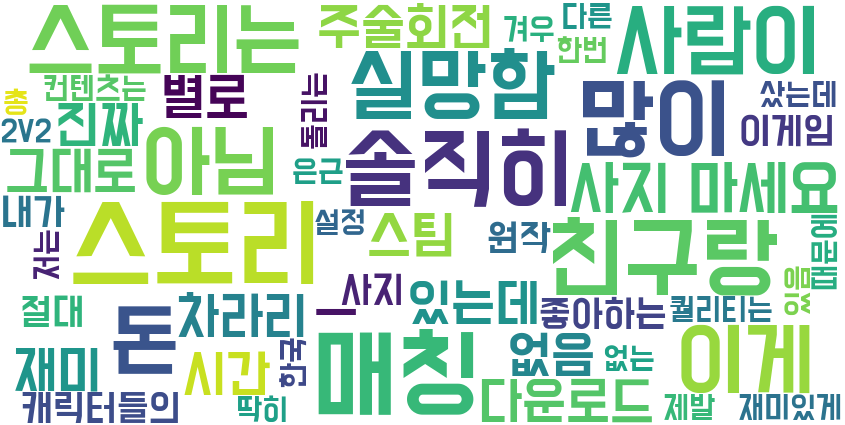 스토리는
주술회전
겨우
다른
한번
사람이
컨텐츠는
총
2V2
진짜
별로
돌리는
실망함
많이
샀는데
이게임
그대로
아님
은근
솔직히
사지 마세요
내가
저는
스토리
설정
스팀
원작
친구랑
때문에
있음
절대
돈
차라리
ㅡ
사지
있는데
좋아하는
퀄리티는
재미
시간
한국
매칭
없음
없는
이게
캐릭터들의
딱히
다운로드
제발
재미있게